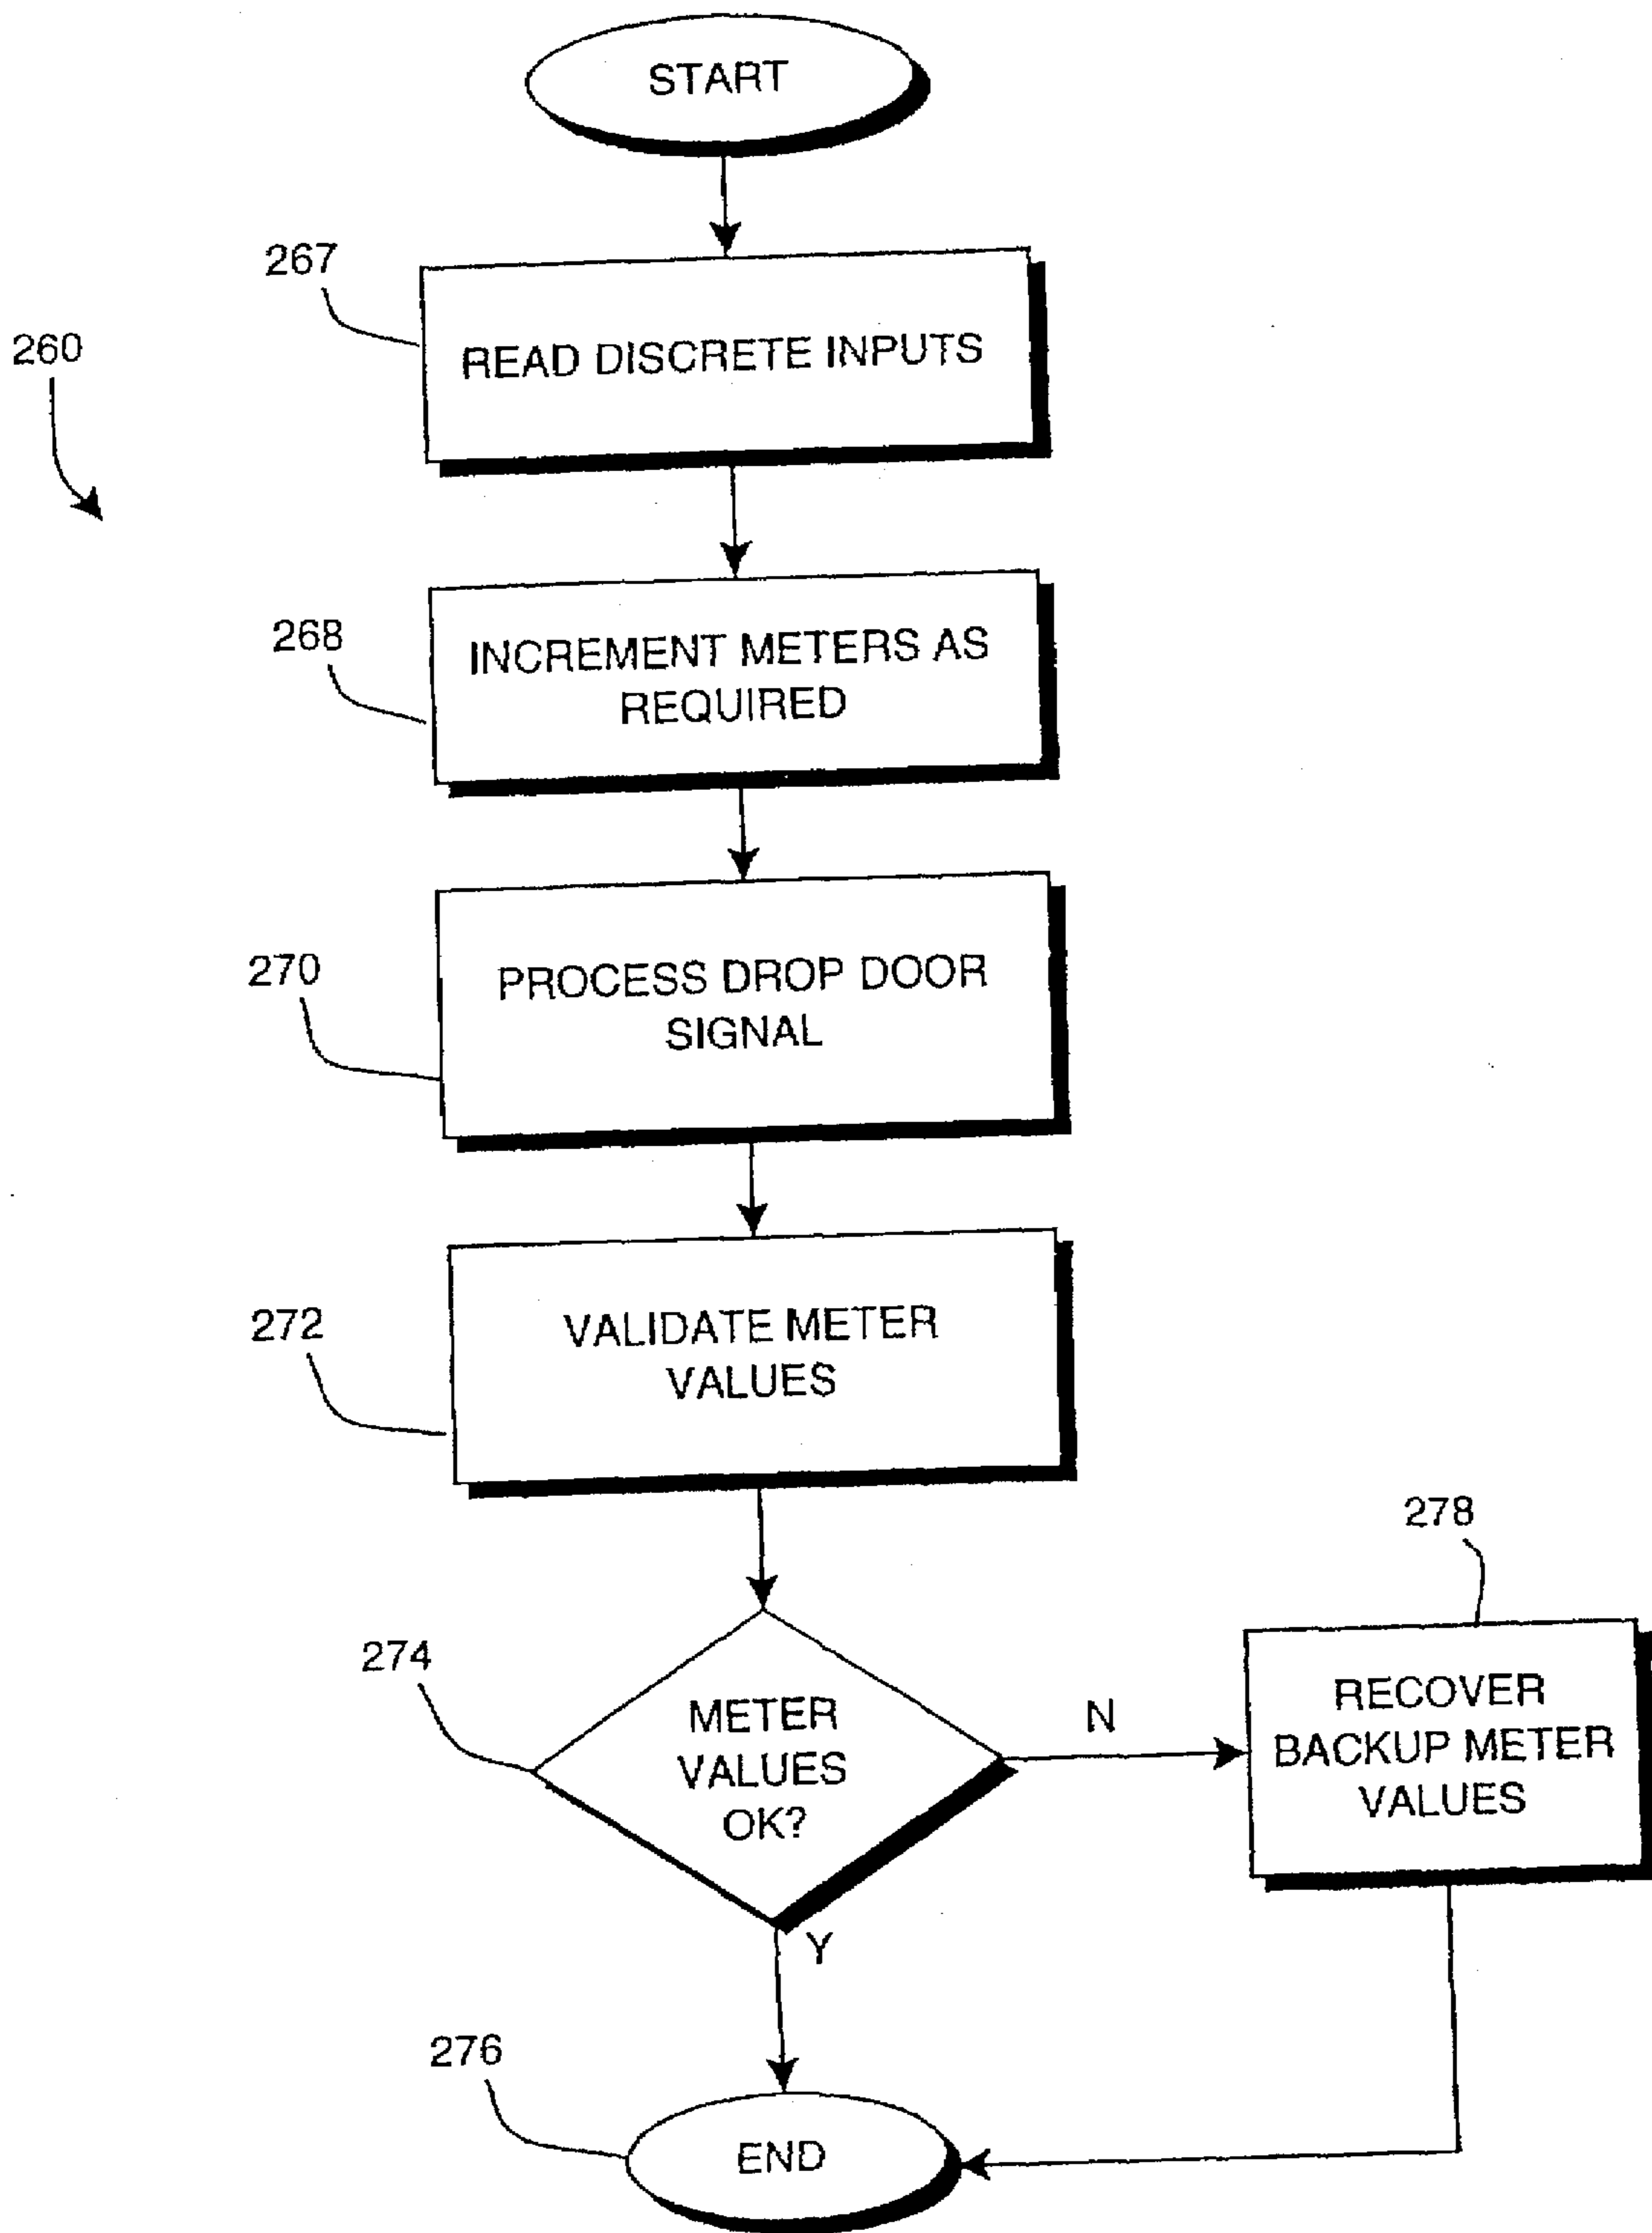 START
267
260
READ DISCRETE INPUTS
268
INCREMENT METERS AS
REQUIRED
270
PROCESS DROP DOOR
SIGNAL
272
VALIDATE METER
VALUES
278
274
METER
VALUES
OK?
N
RECOVER
BACKUP METER
VALUES
Y
276
END